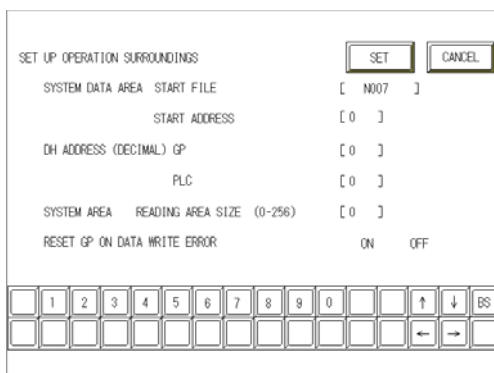 SET UP OPERATION SURROUNDINGS SET CANCEL
SYSTEM DATA AREA START FILE [ N007 ]
START ADDRESS [ 0 ]
DH ADDRESS (DECIMAL) GP [ 0 ]
PLC [ 0 ]
SYSTEM AREA READING AREA SIZE (0-256) [ 0 ]
RESET GP ON DATA WRITE ERROR ON OFF
1 2 3 4 5 6 7 8 9 0 ↑ ↓ BS
← →